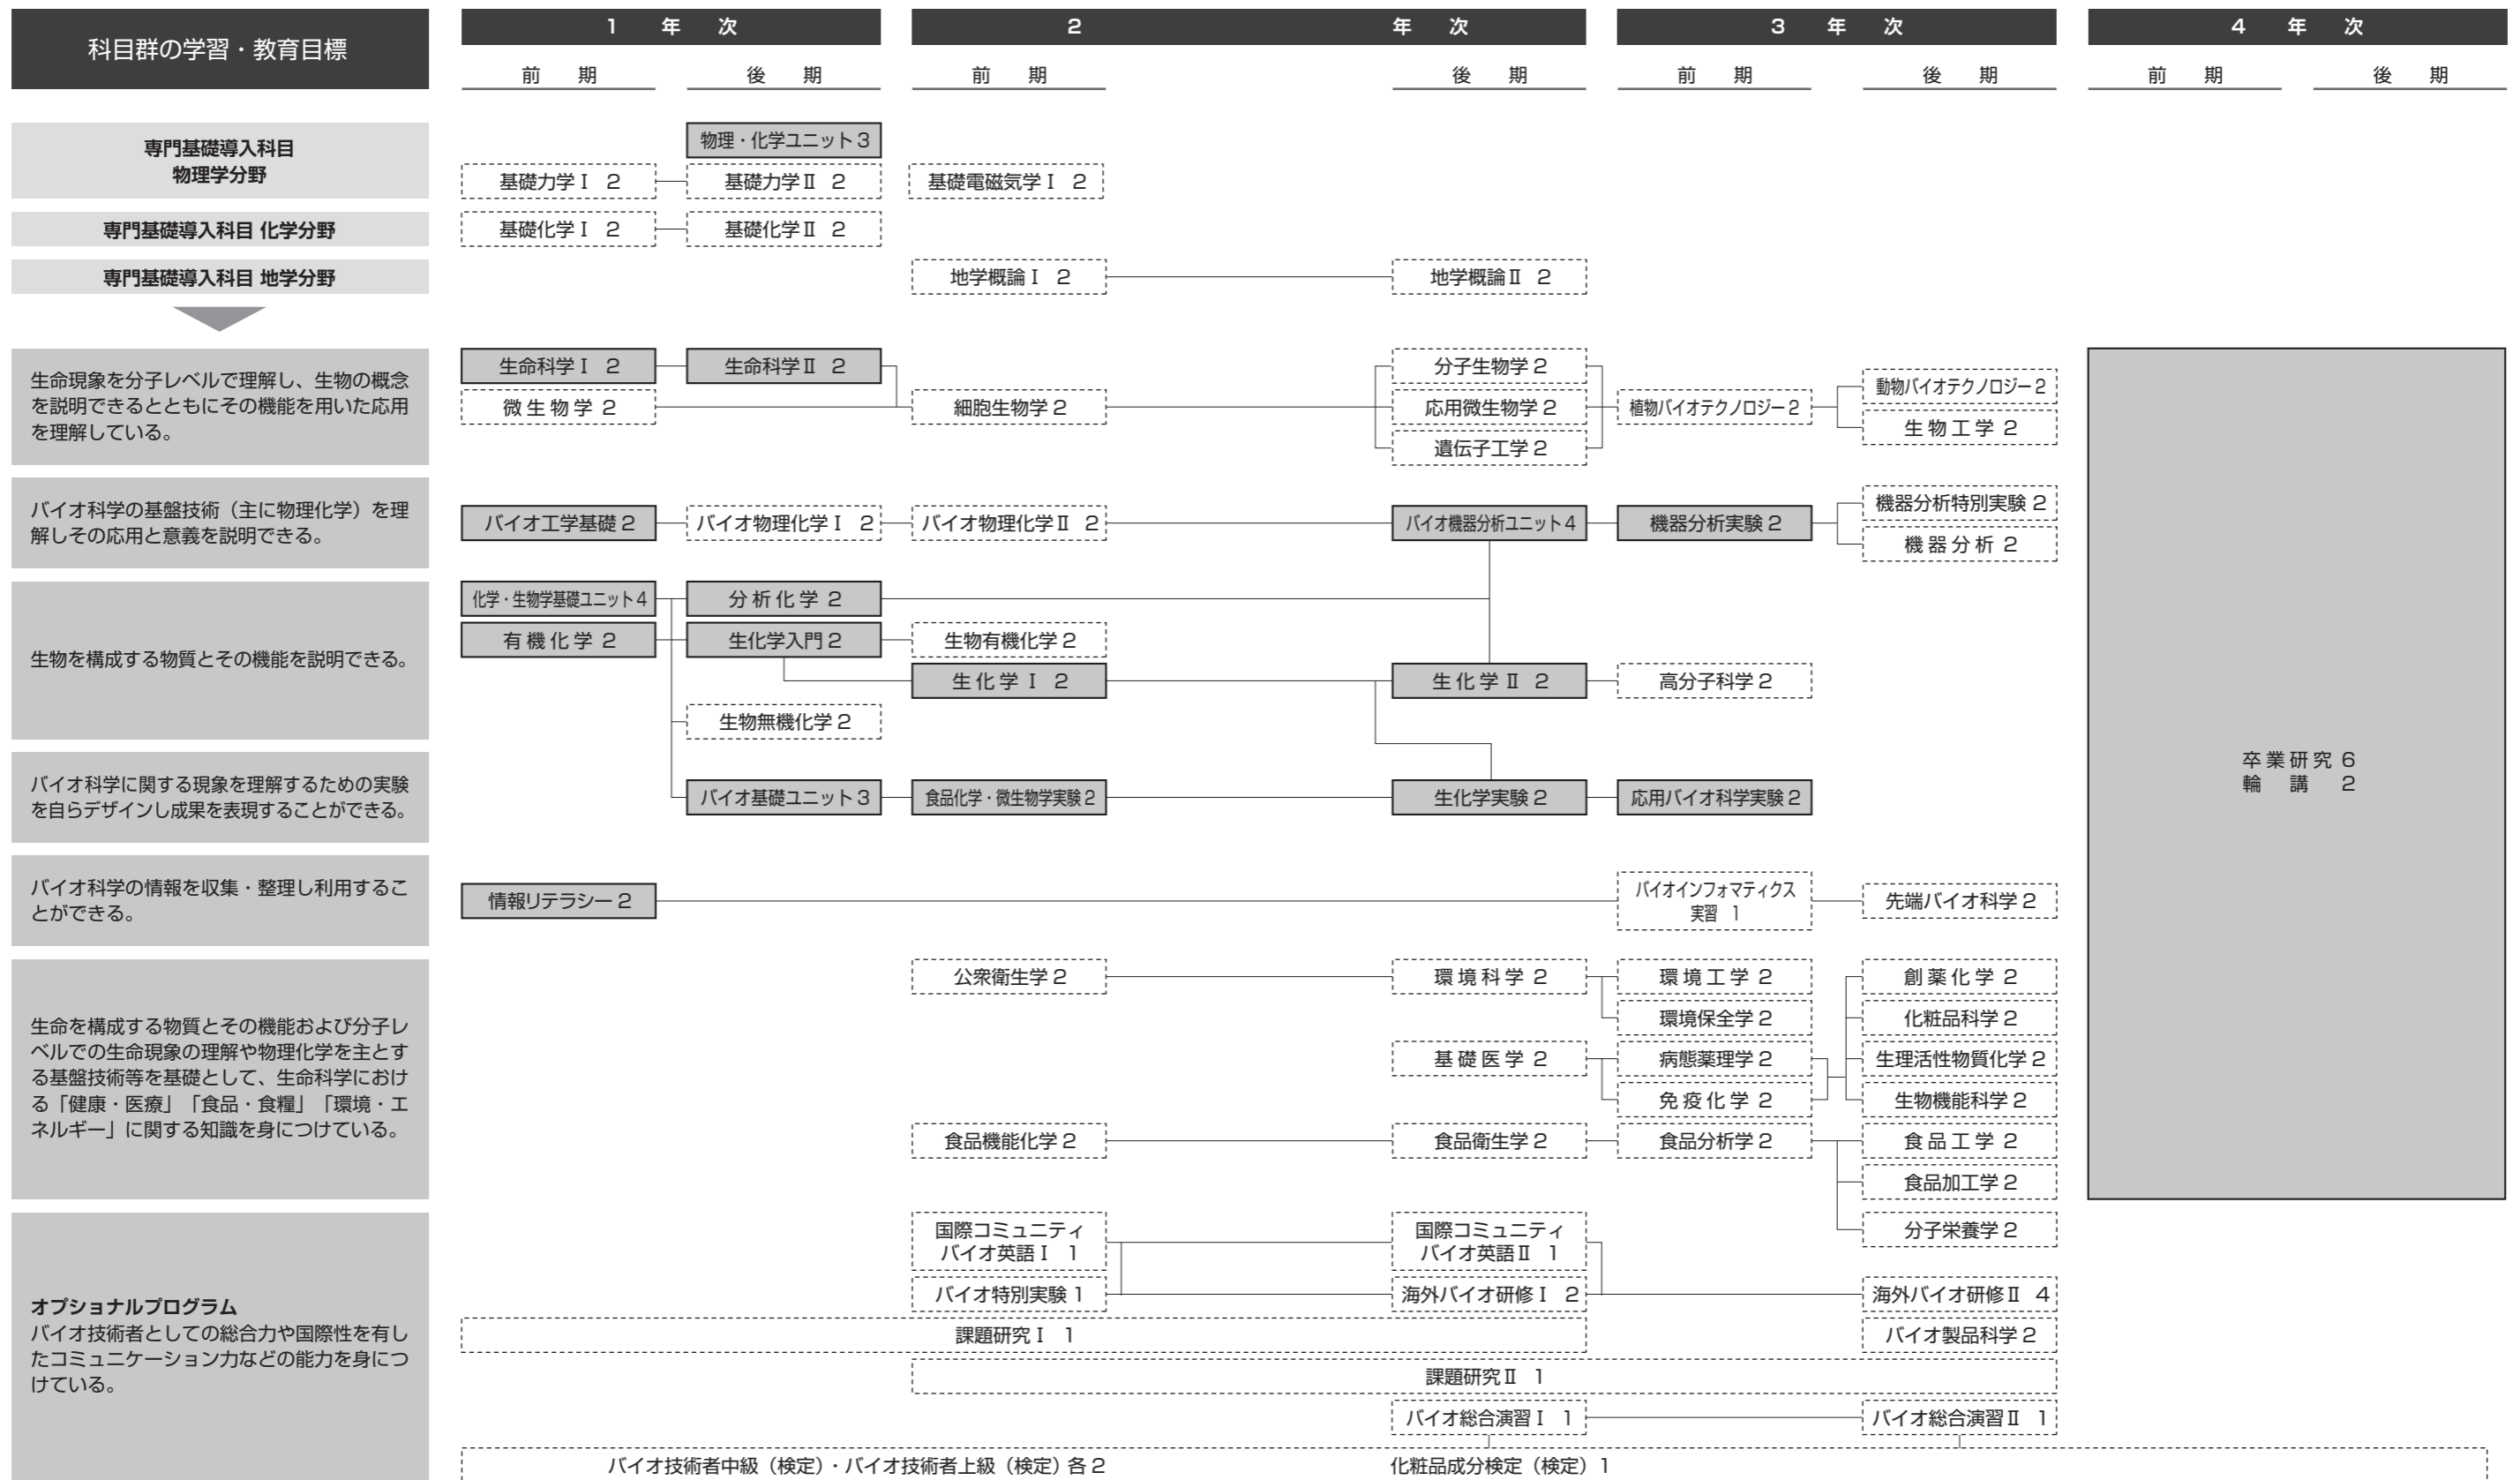 科目群の学習・教育目標
1 年 次
2 年 次
3 年 次
4 年 次
前 期
後 期
前 期
後 期
前 期
後 期
前 期
後 期
専門基礎導入科目
物理学分野
物理・化学ユニット 3
基礎力学Ⅰ 2
基礎力学Ⅱ 2
基礎電磁気学Ⅰ 2
専門基礎導入科目 化学分野
基礎化学Ⅰ 2
基礎化学Ⅱ 2
専門基礎導入科目 地学分野
地学概論Ⅰ 2
地学概論Ⅱ 2
生命現象を分子レベルで理解し、生物の概念
を説明できるとともにその機能を用いた応用
を理解している。
生命科学Ⅰ 2
生命科学Ⅱ 2
分子生物学 2
微生物学 2
細胞生物学 2
応用微生物学 2
植物バイオテクノロジー 2
動物バイオテクノロジー 2
生物工学 2
遺伝子工学 2
バイオ科学の基盤技術（主に物理化学）を理
解しその応用と意義を説明できる。
バイオ工学基礎 2
バイオ物理化学Ⅰ 2
バイオ物理化学Ⅱ 2
バイオ機器分析ユニット 4
機器分析実験 2
機器分析特別実験 2
機器分析 2
生物を構成する物質とその機能を説明できる。
化学・生物学基礎ユニット 4
分析化学 2
有機化学 2
生化学入門 2
生物有機化学 2
生化学Ⅰ 2
生化学Ⅱ 2
高分子科学 2
生物無機化学 2
バイオ科学に関する現象を理解するための実験
を自らデザインし成果を表現することができる。
バイオ基礎ユニット 3
食品化学・微生物学実験 2
生化学実験 2
応用バイオ科学実験 2
卒業研究 6
輪講 2
バイオ科学の情報を収集・整理し利用するこ
とができる。
情報リテラシー 2
バイオインフォマティクス
実習 1
先端バイオ科学 2
生命を構成する物質とその機能および分子レ
ベルでの生命現象の理解や物理化学を主とす
る基盤技術等を基礎として、生命科学におけ
る「健康・医療」「食品・食糧」「環境・エ
ネルギー」に関する知識を身につけている。
公衆衛生学 2
環境科学 2
環境工学 2
創薬化学 2
環境保全学 2
化粧品科学 2
基礎医学 2
病態薬理学 2
生理活性物質化学 2
免疫化学 2
生物機能科学 2
食品機能化学 2
食品衛生学 2
食品分析学 2
食品工学 2
食品加工学 2
分子栄養学 2
オプショナルプログラム
バイオ技術者としての総合力や国際性を有し
たコミュニケーション力などの能力を身につ
けている。
国際コミュニティ
バイオ英語Ⅰ 1
国際コミュニティ
バイオ英語Ⅱ 1
バイオ特別実験 1
海外バイオ研修Ⅰ 2
海外バイオ研修Ⅱ 4
課題研究Ⅰ 1
バイオ製品科学 2
課題研究Ⅱ 1
バイオ総合演習Ⅰ 1
バイオ総合演習Ⅱ 1
バイオ技術者中級（検定）・バイオ技術者上級（検定）各 2
化粧品成分検定（検定）1